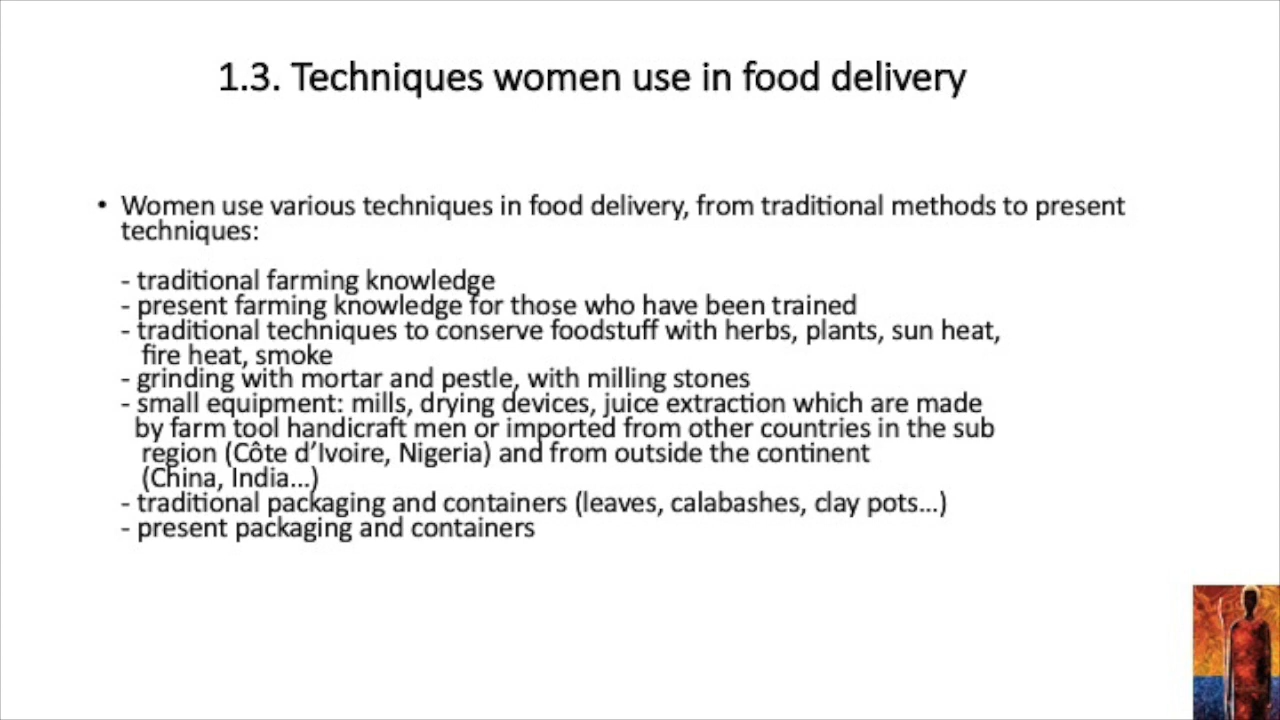 1.3. Techniques women use in food delivery
• Women use various techniques in food delivery, from traditional methods to present
techniques:
- traditional farming knowledge
- present farming knowledge for those who have been trained
- traditional techniques to conserve foodstuff with herbs, plants, sun heat,
fire heat, smoke
- grinding with mortar and pestle, with milling stones
- small equipment: mills, drying devices, juice extraction which are made
by farm tool handicraft men or imported from other countries in the sub
region (Côte d’Ivoire, Nigeria) and from outside the continent
(China, India...)
- traditional packaging and containers (leaves, calabashes, clay pots...)
- present packaging and containers